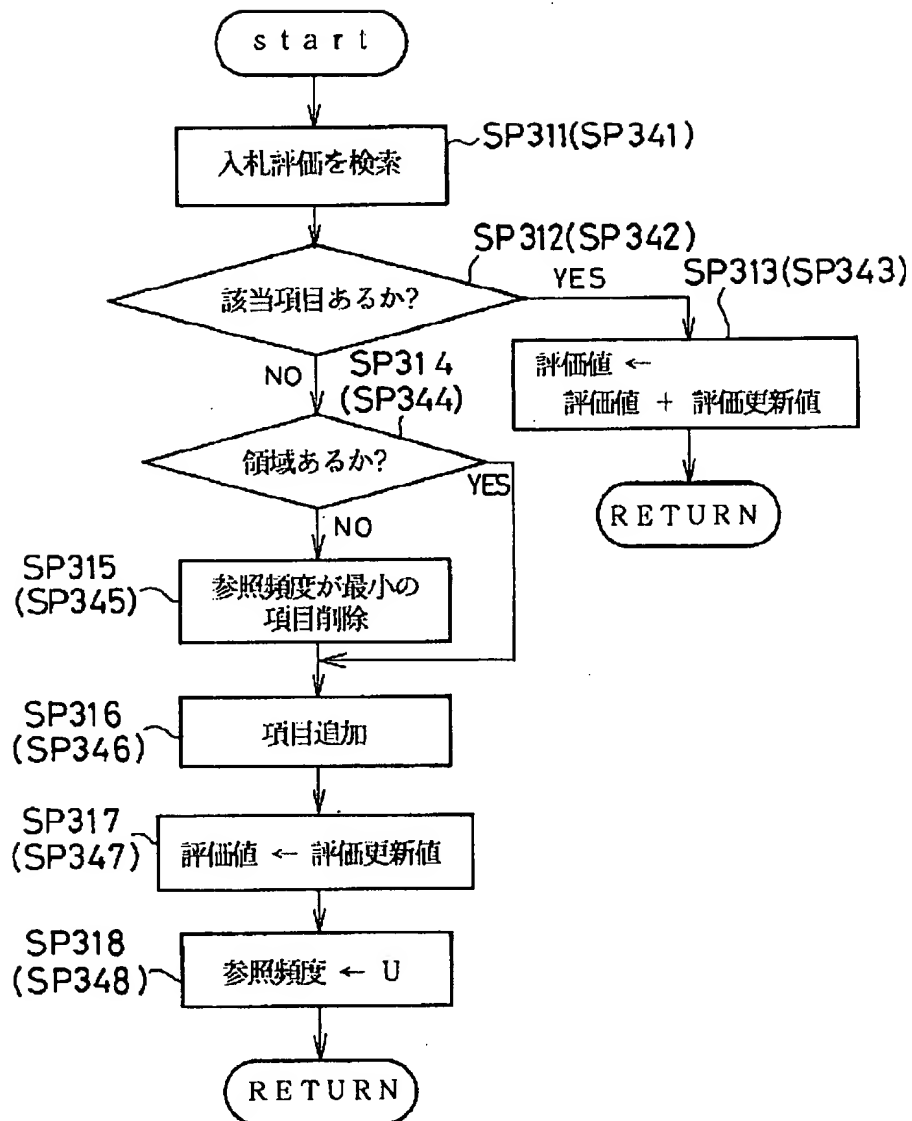 start
入札評価を検索
SP311(SP341)
該当項目あるか?
SP312(SP342)
YES
SP313(SP343)
評価値 ←
評価値 + 評価更新値
RETURN
NO
SP314
(SP344)
領域あるか?
YES
NO
SP315
(SP345)
参照頻度が最小の
項目削除
SP316
(SP346)
項目追加
SP317
(SP347)
評価値 ← 評価更新値
SP318
(SP348)
参照頻度 ← U
RETURN